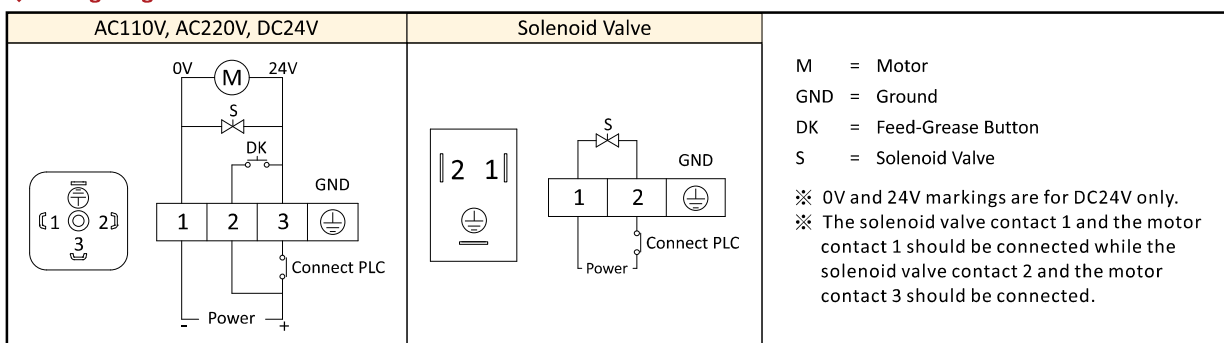 AC110V, AC220V, DC24V
0V M 24V
S
DK
GND
1 2 3
1 2
3
Connect PLC
- Power +
Solenoid Valve
2 1
S
GND
1 2
Connect PLC
Power
M = Motor
GND = Ground
DK = Feed-Grease Button
S = Solenoid Valve
※ 0V and 24V markings are for DC24V only.
※ The solenoid valve contact 1 and the motor
contact 1 should be connected while the
solenoid valve contact 2 and the motor
contact 3 should be connected.